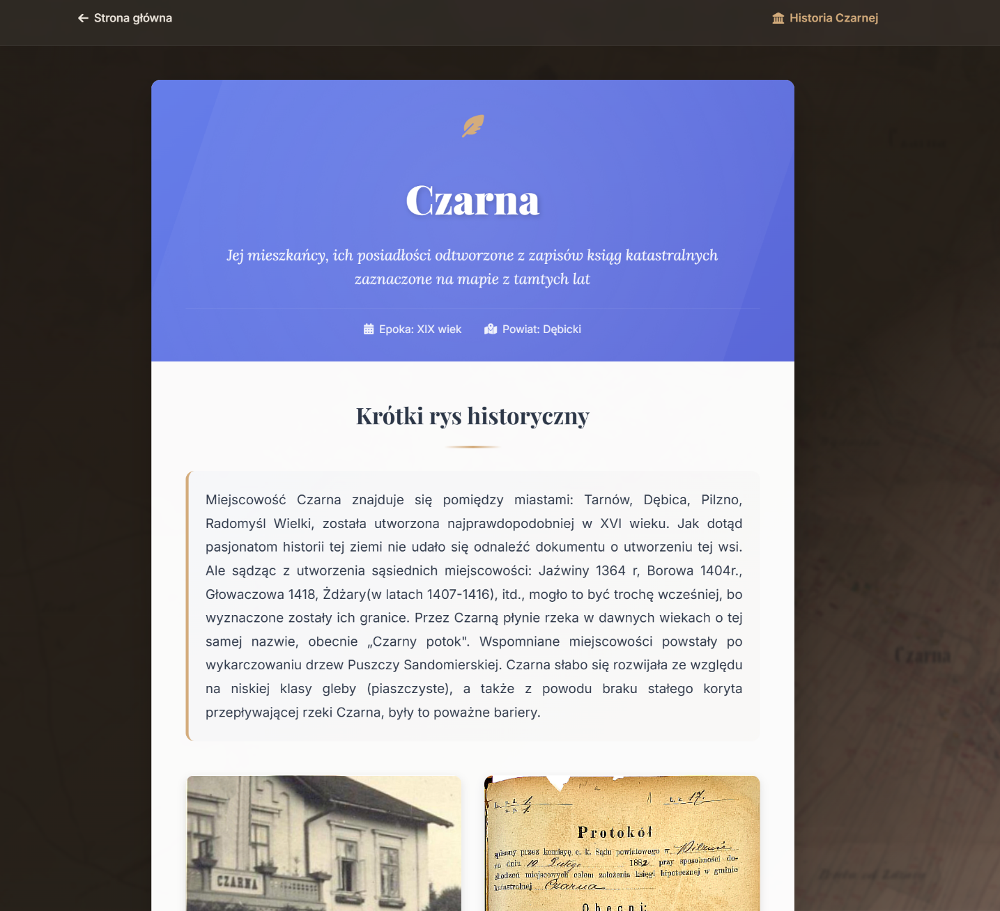 Strona główna
Historia Czarnej
Czarna
Jej mieszkańcy, ich posiadłości odtworzone z zapisów ksiąg katastralnych
zaznaczone na mapie z tamtych lat
Epoka: XIX wiek
Powiat: Dębicki
Krótki rys historyczny
Miejscowość Czarna znajduje się pomiędzy miastami: Tarnów, Dębica, Pilzno,
Radomyśl Wielki, została utworzona najprawdopodobniej w XVI wieku. Jak dotąd
pasjonatom historii tej ziemi nie udało się odnaleźć dokumentu o utworzeniu tej wsi.
Ale sądząc z utworzenia sąsiednich miejscowości: Jaźwiny 1364 r, Borowa 1404r.,
Głowaczowa 1418, Żdżary(w latach 1407-1416), itd., mogło to być trochę wcześniej, bo
wyznaczone zostały ich granice. Przez Czarną płynie rzeka w dawnych wiekach o tej
samej nazwie, obecnie „Czarny potok". Wspomniane miejscowości powstały po
wykarczowaniu drzew Puszczy Sandomierskiej. Czarna słabo się rozwijała ze względu
na niskiej klasy gleby (piaszczyste), a także z powodu braku stałego koryta
przepływającej rzeki Czarna, były to poważne bariery.
Czarna
CZARNA
L. k. 17.
Protokół
spisany przez komisyę c. k. Sądu powiatowego w Pilznie
no dniu 10 Lutego 1882 przy sposobności do-
chodzeń miejscowych celem założenia księgi hipotecznej w gminie
katastralnej Czarna
Obecni: